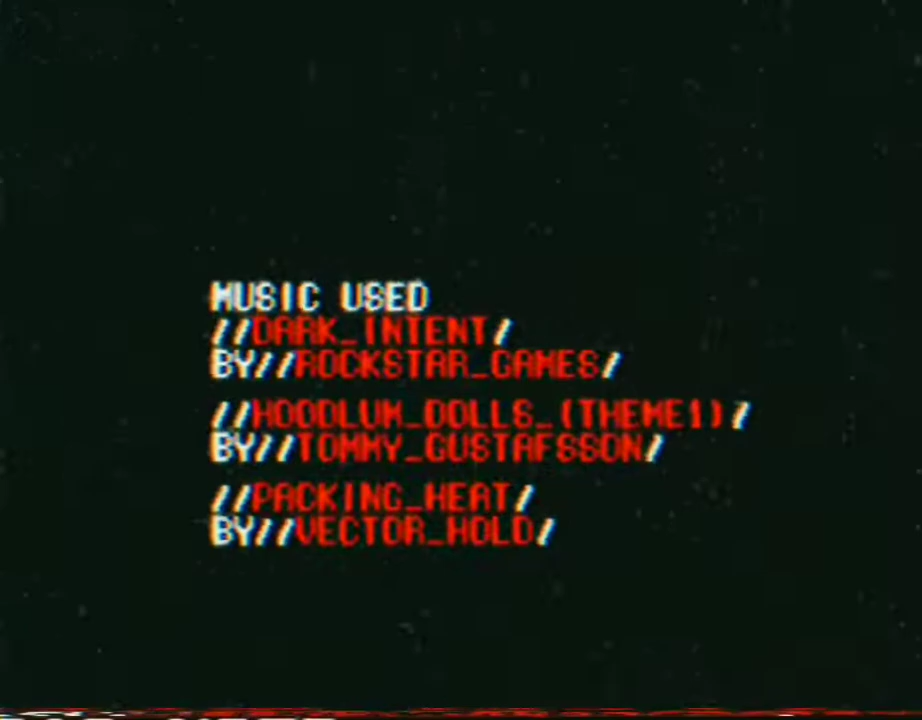 MUSIC USED
//DARK_INTENT/
BY//ROCKSTAR_GAMES/
//HOODLUM_DOLLS_(THEME1)/
BY//TOMMY_GUSTAFSSON/
//PACKING_HEAT/
BY//VECTOR_HOLD/